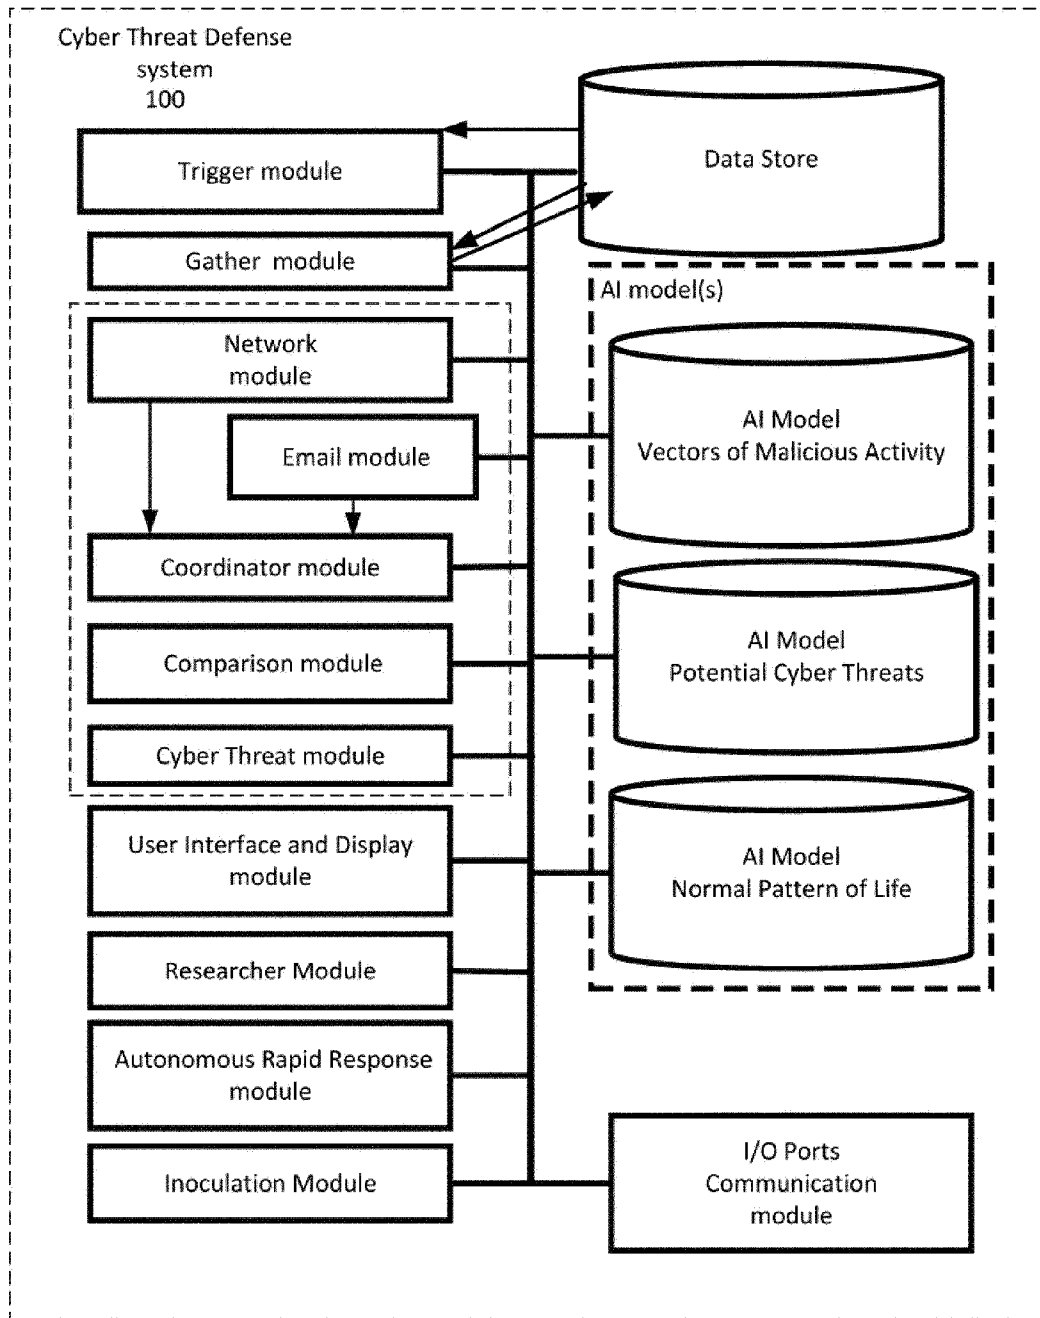 Cyber Threat Defense
system
100
Data Store
Trigger module
Gather module
AI model(s)
Network
module
AI Model
Vectors of Malicious Activity
Email module
Coordinator module
AI Model
Potential Cyber Threats
Comparison module
Cyber Threat module
User Interface and Display
module
AI Model
Normal Pattern of Life
Researcher Module
Autonomous Rapid Response
module
Inoculation Module
I/O Ports
Communication
module